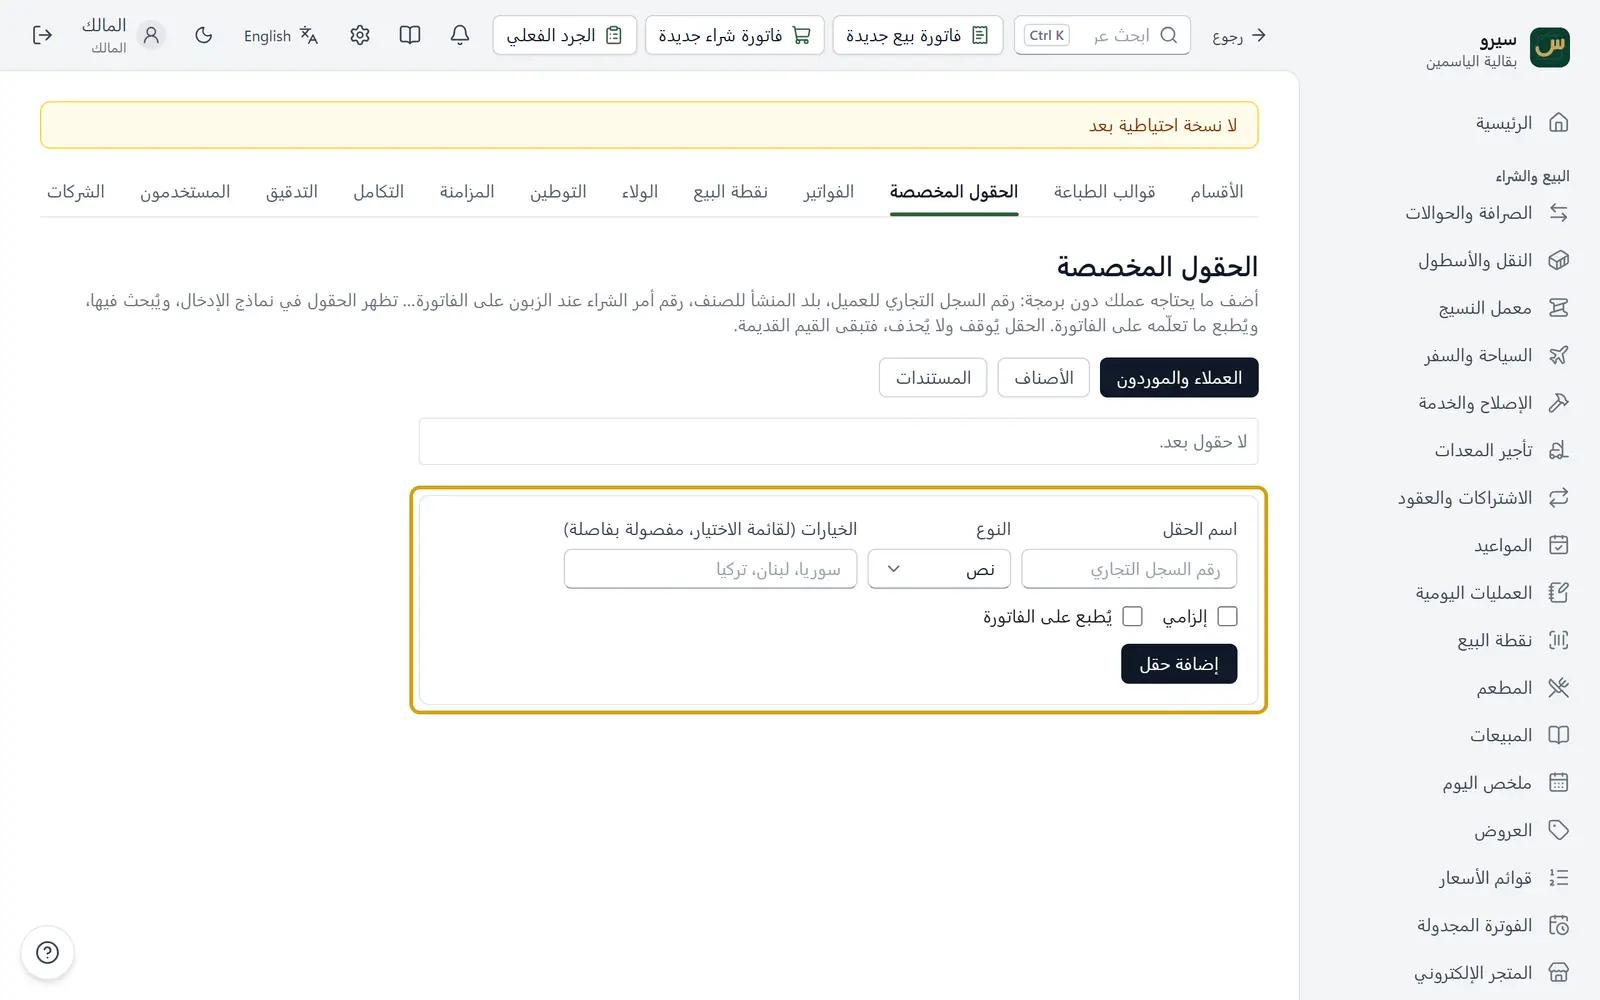 سيرو
بقالية الياسمين
رجوع
ابحث عر
Ctrl K
فاتورة بيع جديدة
فاتورة شراء جديدة
الجرد الفعلي
English
المالك
المالك
الرئيسية
البيع والشراء
الصرافة والحوالات
النقل والأسطول
معمل النسيج
السياحة والسفر
الإصلاح والخدمة
تأجير المعدات
الاشتراكات والعقود
المواعيد
العمليات اليومية
نقطة البيع
المطعم
المبيعات
ملخص اليوم
العروض
قوائم الأسعار
الفوترة المجدولة
المتجر الإلكتروني
لا نسخة احتياطية بعد
الأقسام
قوالب الطباعة
الحقول المخصصة
الفواتير
نقطة البيع
الولاء
التوطين
المزامنة
التكامل
التدقيق
المستخدمون
الشركات
الحقول المخصصة
أضف ما يحتاجه عملك دون برمجة: رقم السجل التجاري للعميل، بلد المنشأ للصنف، رقم أمر الشراء عند الزبون على الفاتورة... تظهر الحقول في نماذج الإدخال، ويُبحث فيها،
ويُطبع ما تعلّمه على الفاتورة. الحقل يُوقف ولا يُحذف، فتبقى القيم القديمة.
العملاء والموردون
الأصناف
المستندات
لا حقول بعد.
اسم الحقل
النوع
الخيارات (لقائمة الاختيار، مفصولة بفاصلة)
رقم السجل التجاري
نص
سوريا، لبنان، تركيا
إلزامي
يُطبع على الفاتورة
إضافة حقل